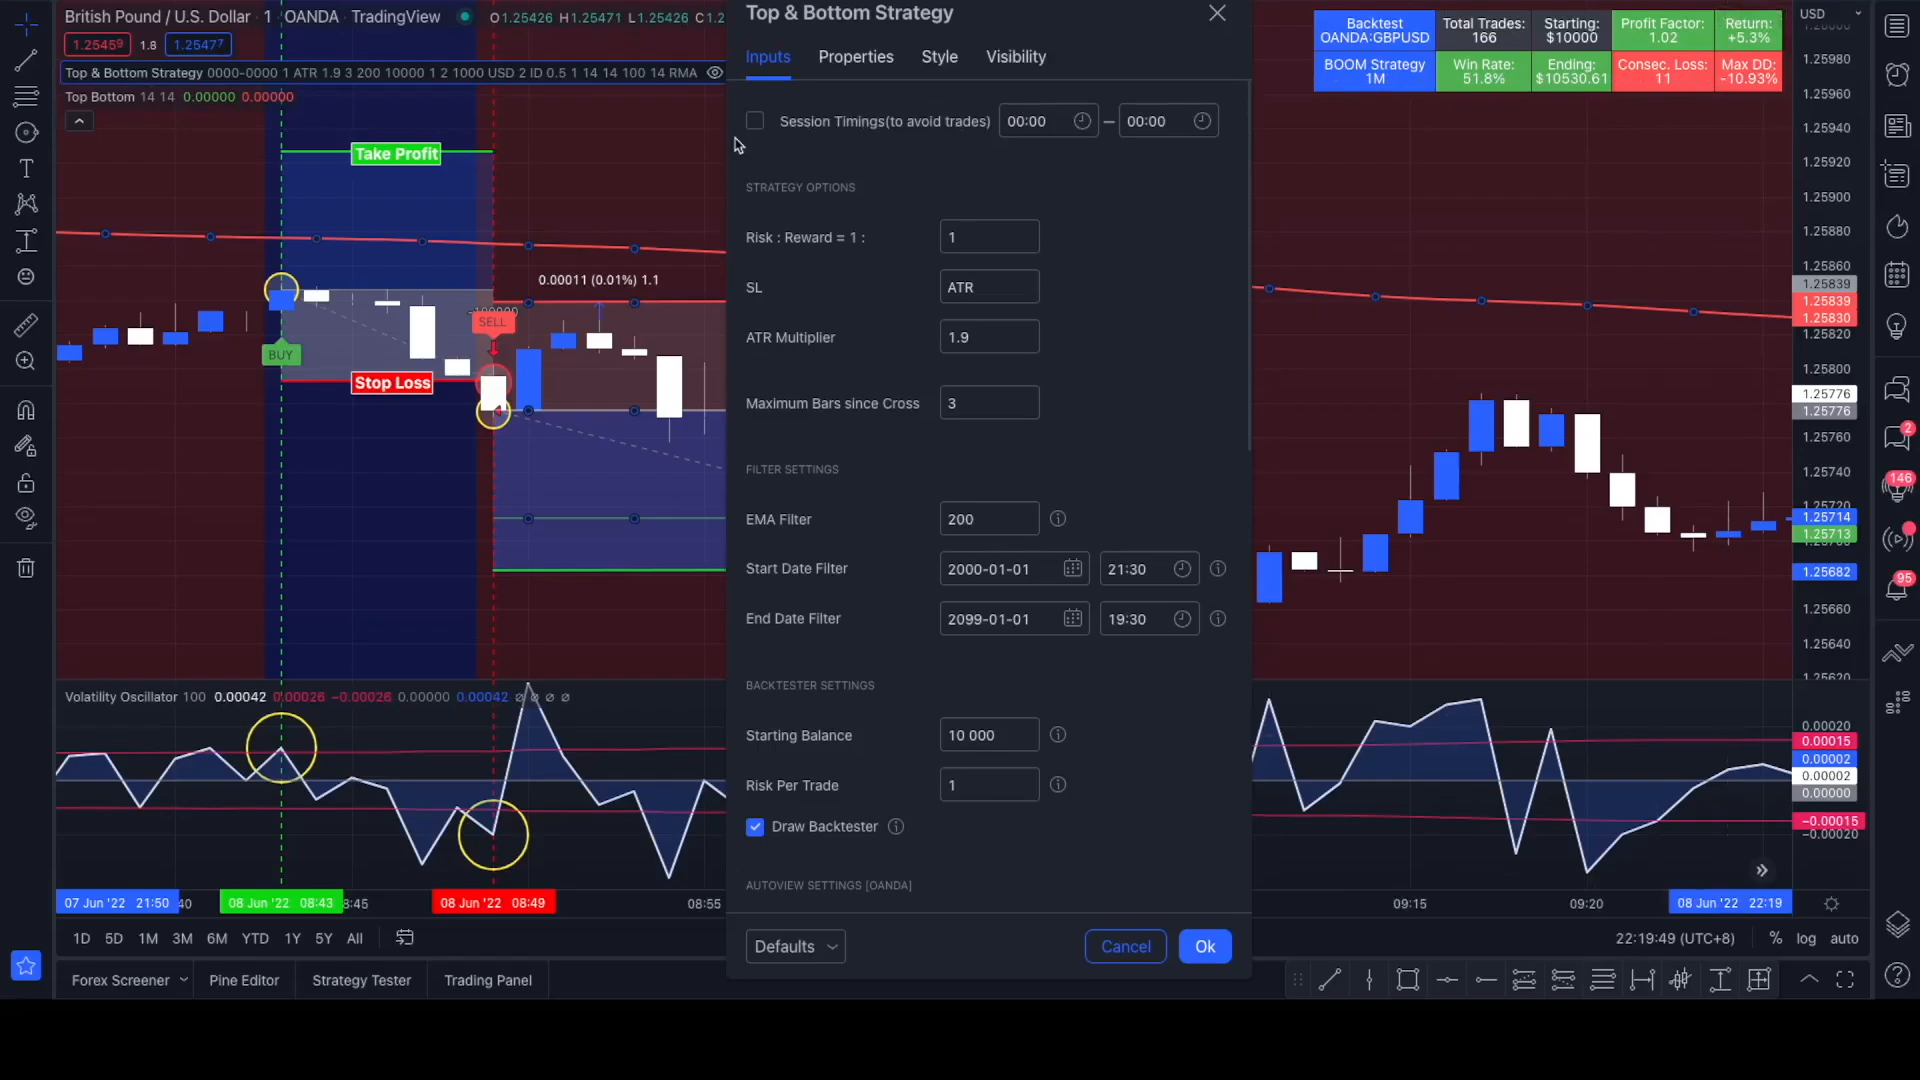 British Pound / U.S. Dollar · 1 · OANDA · TradingView
O1.25426 H1.25471 L1.25426 C1.2
1.25459 1.8 1.25477
Top & Bottom Strategy 0000-0000 1 ATR 1.9 3 200 10000 1 2 1000 USD 2 ID 0.5 1 14 14 100 14 RMA
Top Bottom 14 14 0.00000 0.00000
Take Profit
0.00011 (0.01%) 1.1
SELL
BUY
Stop Loss
Volatility Oscillator 100 0.00042 0.00026 −0.00026 0.00000 0.00042 ∅ ∅ ∅ ∅
07 Jun '22 21:50
:40
08 Jun '22 08:43
08 Jun '22 08:49
08:55
1D 5D 1M 3M 6M YTD 1Y 5Y All
Forex Screener
Pine Editor
Strategy Tester
Trading Panel
Top & Bottom Strategy
Inputs Properties Style Visibility
Session Timings(to avoid trades) 00:00 — 00:00
STRATEGY OPTIONS
Risk : Reward = 1 : 1
SL ATR
ATR Multiplier 1.9
Maximum Bars since Cross 3
FILTER SETTINGS
EMA Filter 200
Start Date Filter 2000-01-01 21:30
End Date Filter 2099-01-01 19:30
BACKTESTER SETTINGS
Starting Balance 10 000
Risk Per Trade 1
Draw Backtester
AUTOVIEW SETTINGS [OANDA]
Defaults
Cancel
Ok
Backtest
OANDA:GBPUSD
Total Trades:
166
Starting:
$10000
Profit Factor:
1.02
Return:
+5.3%
BOOM Strategy
1M
Win Rate:
51.8%
Ending:
$10530.61
Consec. Loss:
11
Max DD:
-10.93%
USD
1.25980
1.25960
1.25940
1.25920
1.25900
1.25880
1.25860
1.25839
1.25839
1.25830
1.25820
1.25800
1.25776
1.25776
1.25760
1.25740
1.25720
1.25714
1.25713
1.25682
1.25660
1.25640
1.25620
0.00020
0.00015
0.00002
0.00002
0.00000
−0.00015
−0.00020
09:15
09:20
08 Jun '22 22:19
22:19:49 (UTC+8)
% log auto
2
146
95